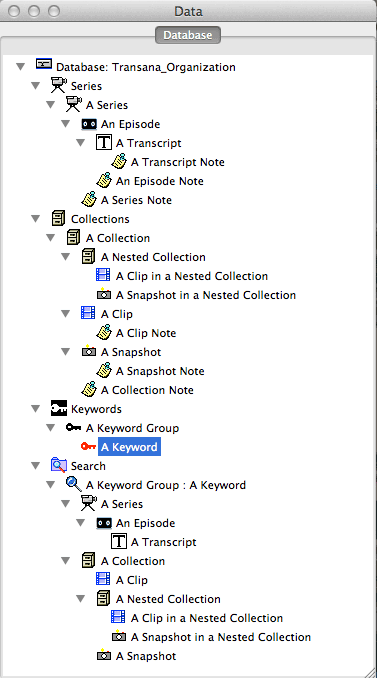 Data
Database
Database: Transana_Organization
Series
A Series
An Episode
T A Transcript
A Transcript Note
An Episode Note
A Series Note
Collections
A Collection
A Nested Collection
A Clip in a Nested Collection
A Snapshot in a Nested Collection
A Clip
A Clip Note
A Snapshot
A Snapshot Note
A Collection Note
Keywords
A Keyword Group
A Keyword
Search
A Keyword Group : A Keyword
A Series
An Episode
T A Transcript
A Collection
A Clip
A Nested Collection
A Clip in a Nested Collection
A Snapshot in a Nested Collection
A Snapshot